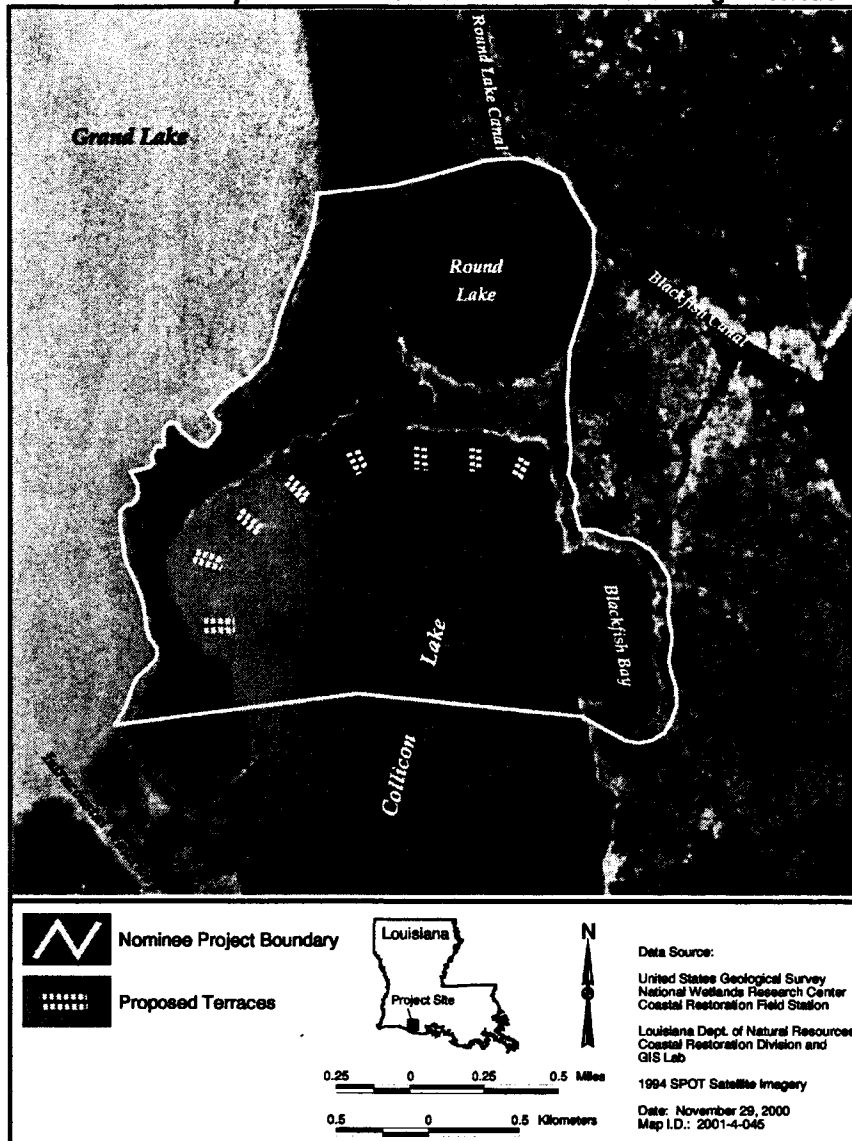 Round Lake Canal
Grand Lake
Round
Lake
Blackfish Canal
Blackfish Bay
Lake
Collicon
Nominee Project Boundary
Proposed Terraces
Louisiana
Project Site
N
Data Source:
United States Geological Survey
National Wetlands Research Center
Coastal Restoration Field Station
Louisiana Dept. of Natural Resources
Coastal Restoration Division and
GIS Lab
1994 SPOT Satellite Imagery
Date: November 29, 2000
Map I.D.: 2001-4-045
0.25 0 0.25 0.5 Miles
0.5 0 0.5 Kilometers